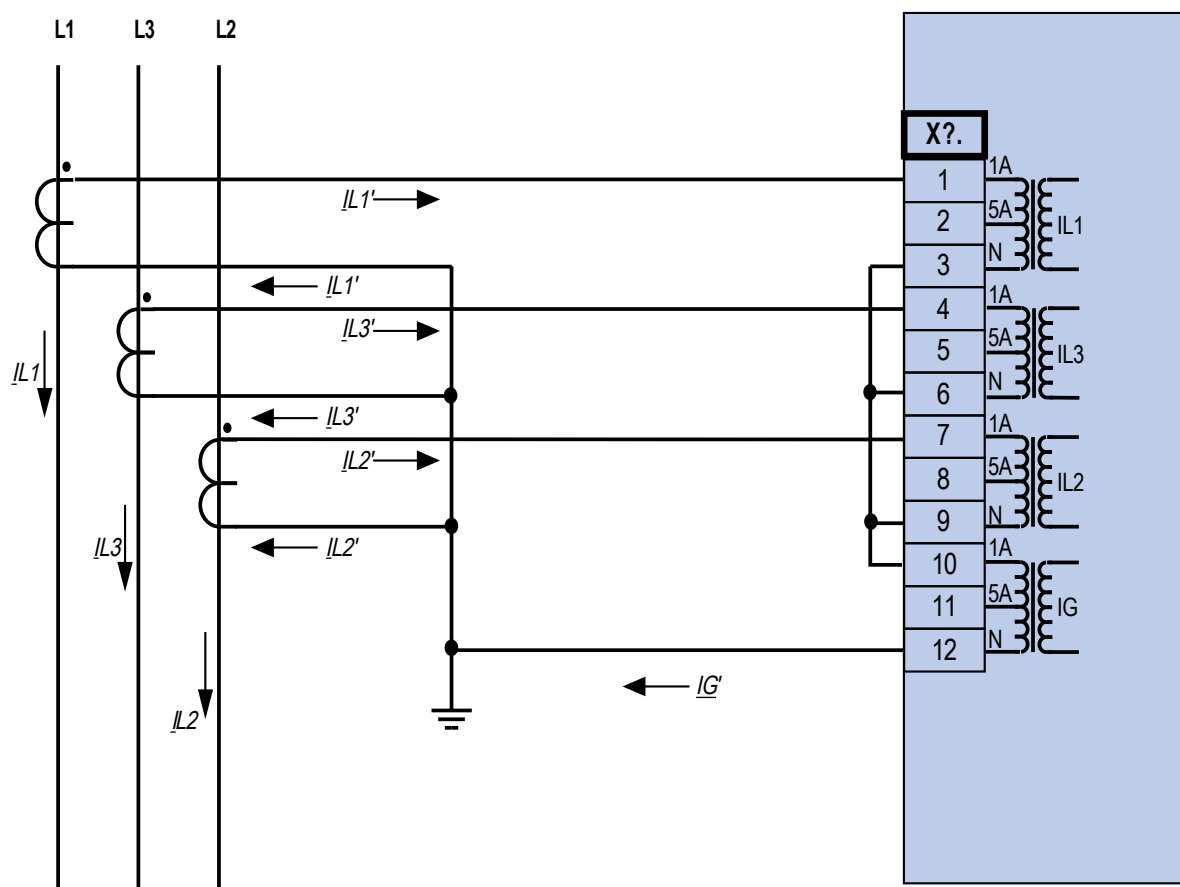 L1 L3 L2
X?.
1 1A
IL1'
2 5A IL1
3 N
IL1'
4 1A
IL3'
5 5A IL3
IL1
6 N
IL3'
7 1A
IL2'
8 5A IL2
9 N
IL3 IL2'
10 1A
11 5A IG
12 N
IG'
IL2